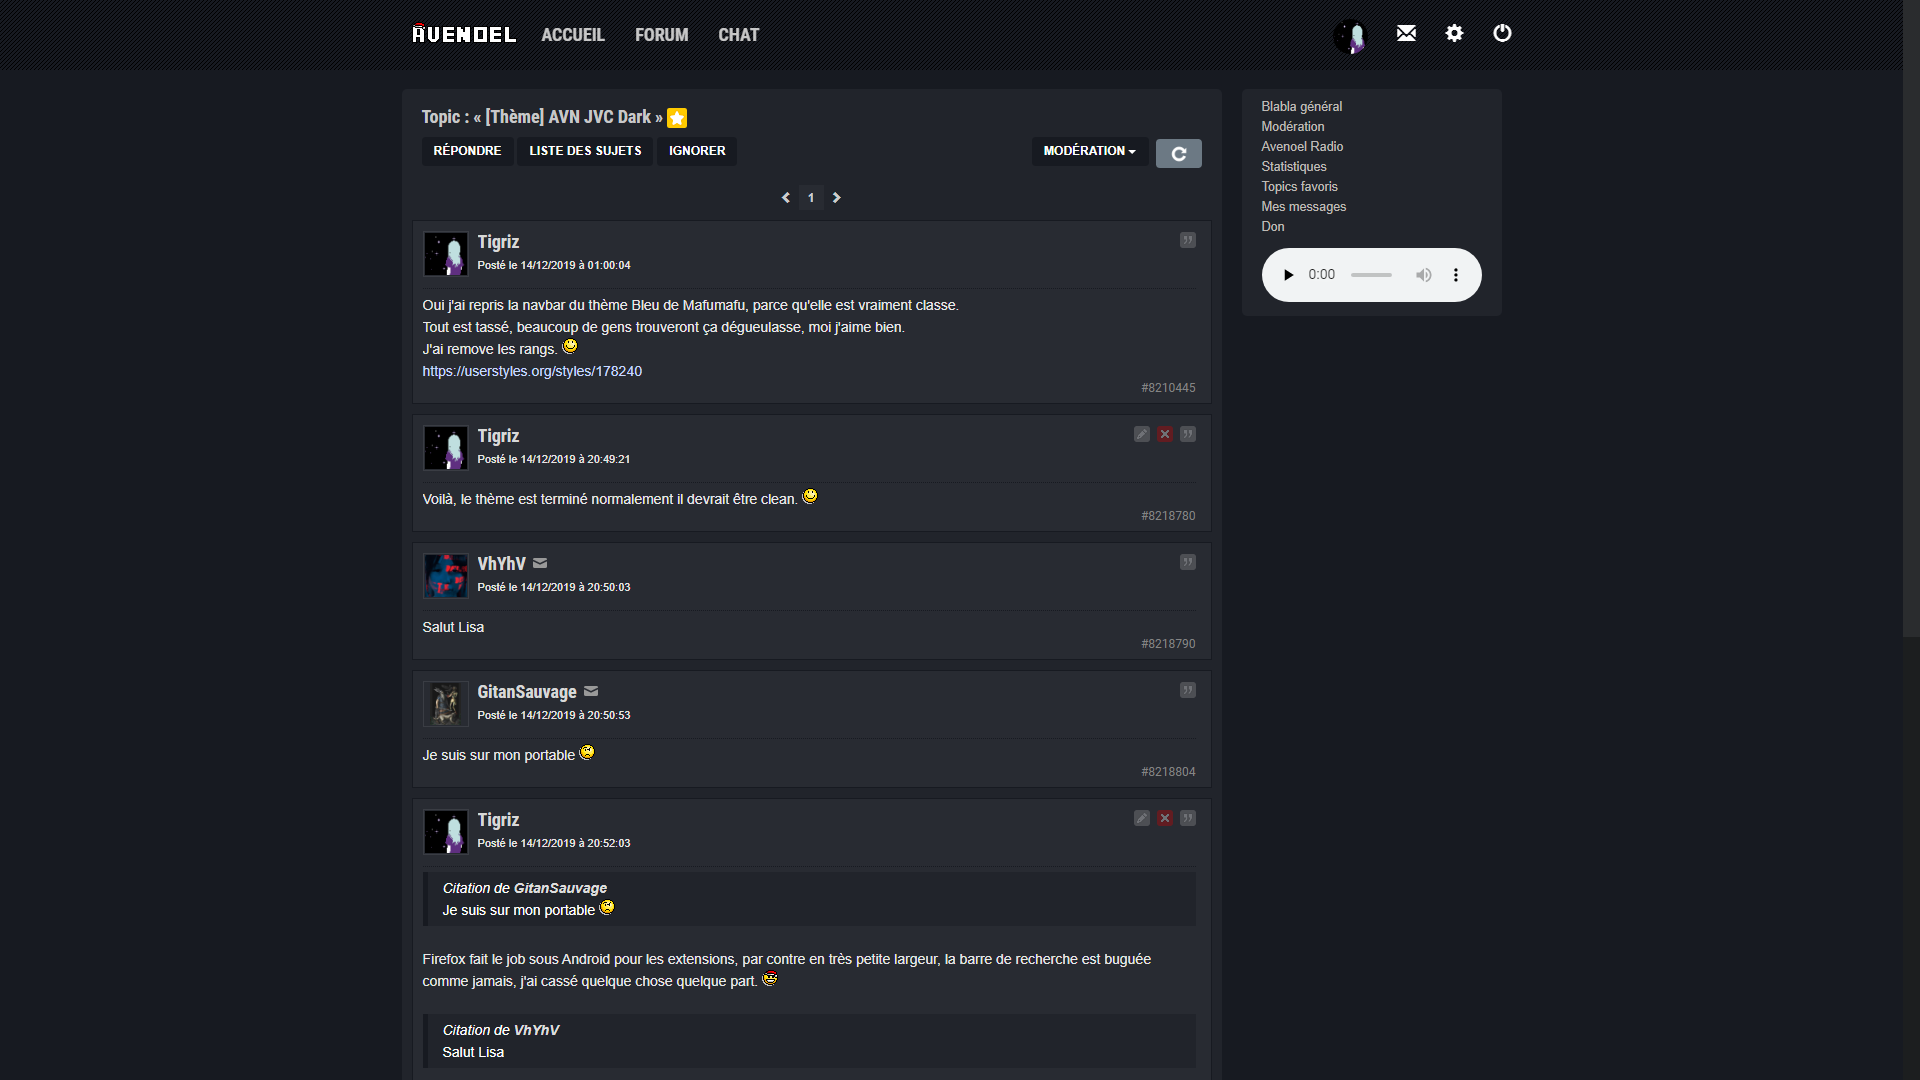 AVENOEL ACCUEIL FORUM CHAT
Topic : « [Thème] AVN JVC Dark »
RÉPONDRE LISTE DES SUJETS IGNORER MODÉRATION
1
Tigriz
Posté le 14/12/2019 à 01:00:04
Oui j'ai repris la navbar du thème Bleu de Mafumafu, parce qu'elle est vraiment classe.
Tout est tassé, beaucoup de gens trouveront ça dégueulasse, moi j'aime bien.
J'ai remove les rangs.
https://userstyles.org/styles/178240
#8210445
Tigriz
Posté le 14/12/2019 à 20:49:21
Voilà, le thème est terminé normalement il devrait être clean.
#8218780
VhYhV
Posté le 14/12/2019 à 20:50:03
Salut Lisa
#8218790
GitanSauvage
Posté le 14/12/2019 à 20:50:53
Je suis sur mon portable
#8218804
Tigriz
Posté le 14/12/2019 à 20:52:03
Citation de GitanSauvage
Je suis sur mon portable
Firefox fait le job sous Android pour les extensions, par contre en très petite largeur, la barre de recherche est buguée
comme jamais, j'ai cassé quelque chose quelque part.
Citation de VhYhV
Salut Lisa
Blabla général
Modération
Avenoel Radio
Statistiques
Topics favoris
Mes messages
Don
0:00